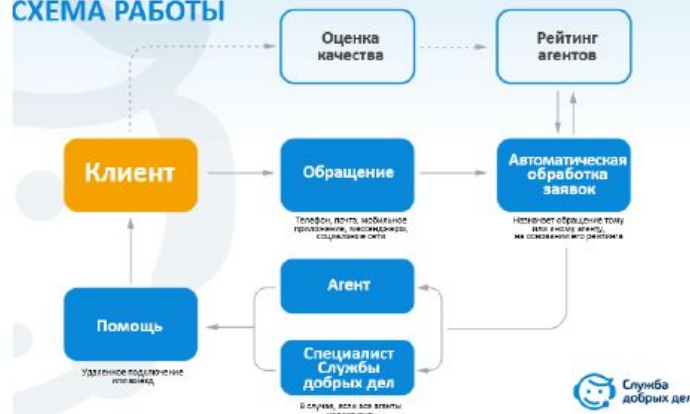 СХЕМА РАБОТЫ
Оценка
качества
Рейтинг
агентов
Клиент
Обращение
Автоматическая
обработка
заявок
Телефон, почта, мобильное
приложение, мессенджеры,
социальные сети
Назначает обращение тому
или иному агенту,
на основании его рейтинга
Агент
Помощь
Специалист
Службы
добрых дел
Удаленное подключение
или выезд
В случае, если все агенты
Служба
добрых дел